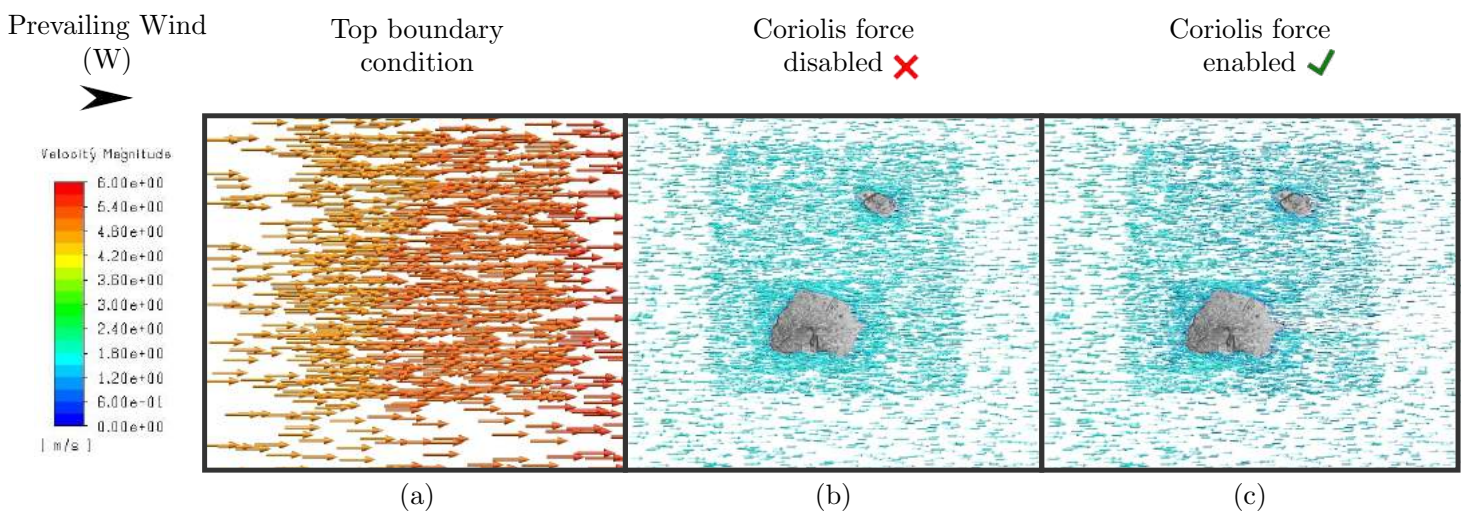 Prevailing Wind
(W)
Top boundary
condition
Coriolis force
disabled
Coriolis force
enabled
Velocity Magnitude
6.00e+00
5.40e+00
4.80e+00
4.20e+00
3.60e+00
3.00e+00
2.40e+00
1.80e+00
1.20e+00
6.00e-01
0.00e+00
[ m/s ]
(a)
(b)
(c)